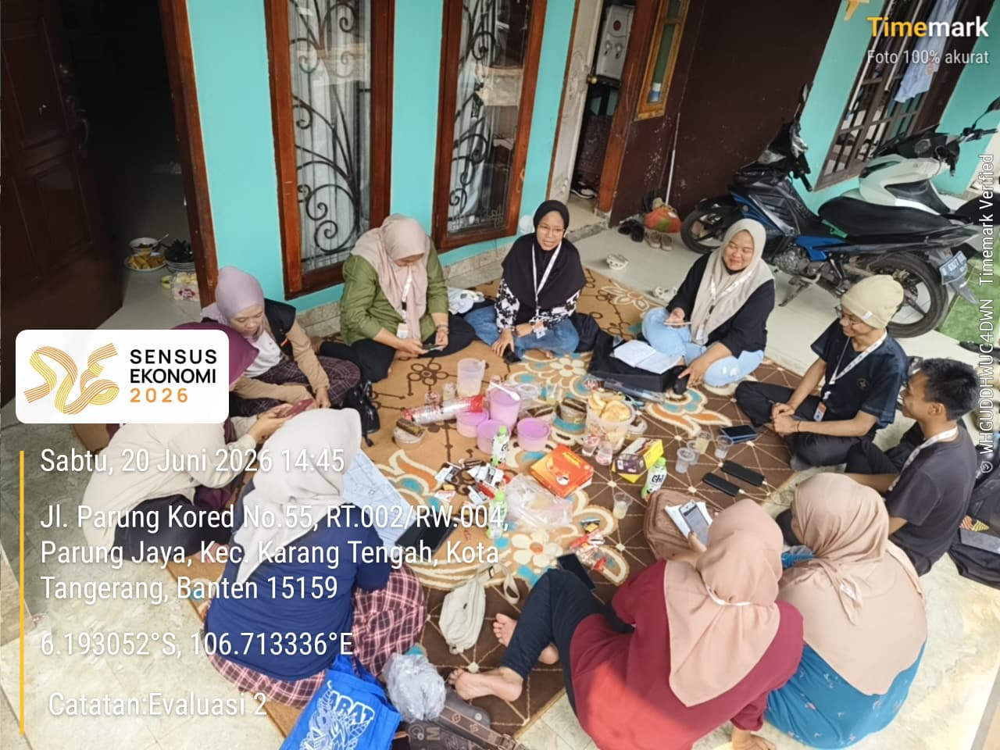 Timemark
Foto 100% akurat
SENSUS
EKONOMI
2026
Sabtu, 20 Juni 2026 14:45
Jl. Parung Kored No.55, RT.002/RW.004,
Parung Jaya, Kec. Karang Tengah, Kota
Tangerang, Banten 15159
6.193052°S, 106.713336°E
Catatan:Evaluasi 2
© WHGUDDHWUC4DWN Timemark Verified